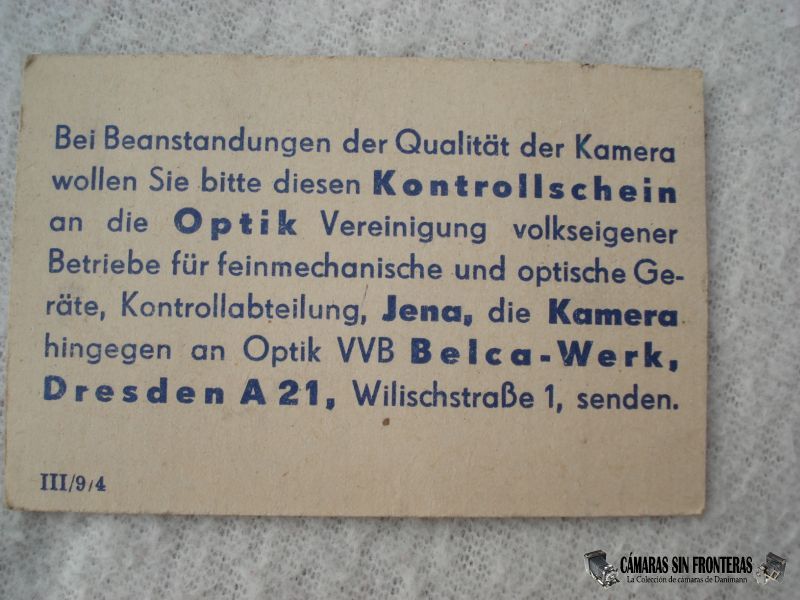 Bei Beanstandungen der Qualität der Kamera
wollen Sie bitte diesen Kontrollschein
an die Optik Vereinigung volkseigener
Betriebe für feinmechanische und optische Ge-
räte, Kontrollabteilung, Jena, die Kamera
hingegen an Optik VVB Belca-Werk,
Dresden A 21, Wilischstraße 1, senden.
III/9/4
CÁMARAS SIN FRONTERAS
La Colección de cámaras de Danimann